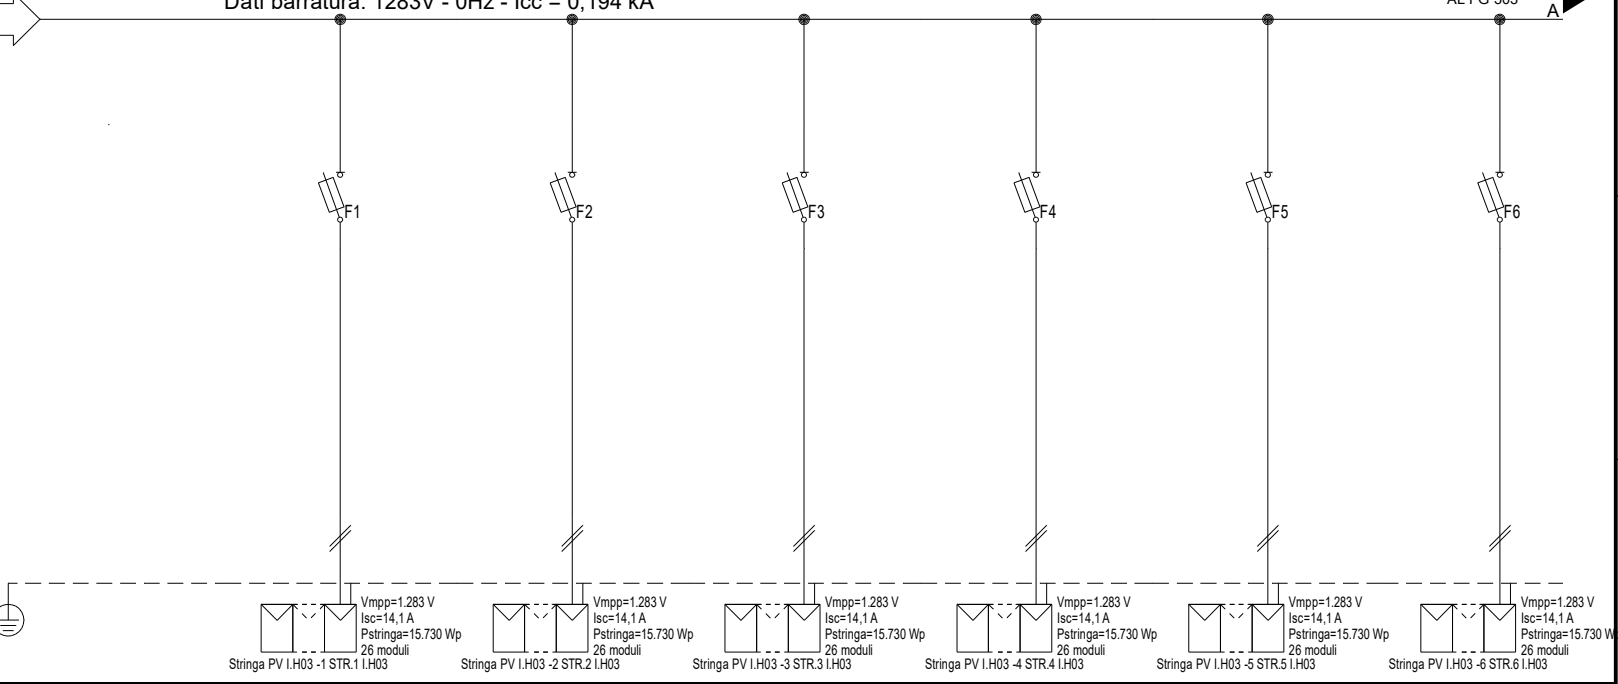 Dati barratura: 1283V - 0Hz - Icc = 0,194 kA
A
F1
F2
F3
F4
F5
F6
Vmpp=1.283 V
Isc=14,1 A
Pstringa=15.730 Wp
26 moduli
Stringa PV I.H03 -1 STR.1 I.H03
Vmpp=1.283 V
Isc=14,1 A
Pstringa=15.730 Wp
26 moduli
Stringa PV I.H03 -2 STR.2 I.H03
Vmpp=1.283 V
Isc=14,1 A
Pstringa=15.730 Wp
26 moduli
Stringa PV I.H03 -3 STR.3 I.H03
Vmpp=1.283 V
Isc=14,1 A
Pstringa=15.730 Wp
26 moduli
Stringa PV I.H03 -4 STR.4 I.H03
Vmpp=1.283 V
Isc=14,1 A
Pstringa=15.730 Wp
26 moduli
Stringa PV I.H03 -5 STR.5 I.H03
Vmpp=1.283 V
Isc=14,1 A
Pstringa=15.730 W
26 moduli
Stringa PV I.H03 -6 STR.6 I.H03